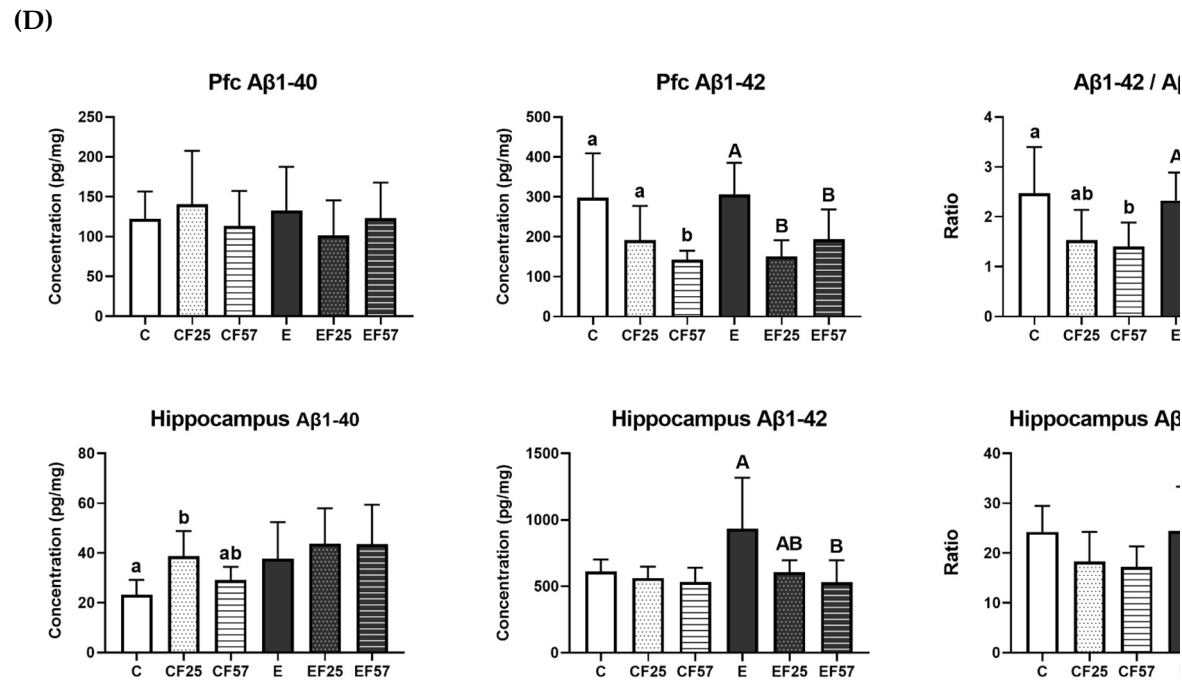 (D)
Pfc Aβ1-40
Concentration (pg/mg)
250
200
150
100
50
0
C CF25 CF57 E EF25 EF57
Pfc Aβ1-42
Concentration (pg/mg)
500
400
300
200
100
0
a a b A B B
C CF25 CF57 E EF25 EF57
Aβ1-42 / Aβ
Ratio
4
3
2
1
0
a ab b A
C CF25 CF57 E
Hippocampus Aβ1-40
Concentration (pg/mg)
80
60
40
20
0
a b ab
C CF25 CF57 E EF25 EF57
Hippocampus Aβ1-42
Concentration (pg/mg)
1500
1000
500
0
A AB B
C CF25 CF57 E EF25 EF57
Hippocampus Aβ
Ratio
40
30
20
10
0
C CF25 CF57